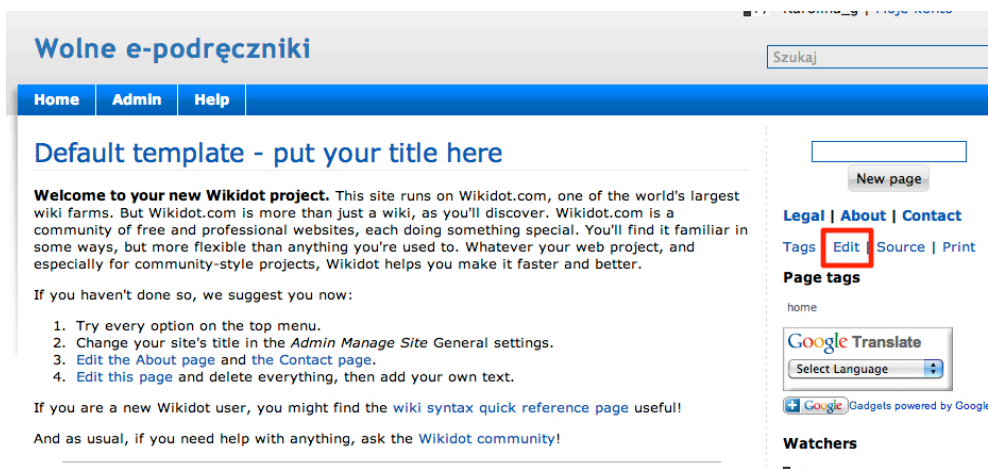 Karolina_g | Moje konto
Wolne e-podręczniki
Szukaj
Home Admin Help
Default template - put your title here
Welcome to your new Wikidot project. This site runs on Wikidot.com, one of the world's largest
wiki farms. But Wikidot.com is more than just a wiki, as you'll discover. Wikidot.com is a
community of free and professional websites, each doing something special. You'll find it familiar in
some ways, but more flexible than anything you're used to. Whatever your web project, and
especially for community-style projects, Wikidot helps you make it faster and better.
If you haven't done so, we suggest you now:
1. Try every option on the top menu.
2. Change your site's title in the Admin Manage Site General settings.
3. Edit the About page and the Contact page.
4. Edit this page and delete everything, then add your own text.
If you are a new Wikidot user, you might find the wiki syntax quick reference page useful!
And as usual, if you need help with anything, ask the Wikidot community!
New page
Legal | About | Contact
Tags Edit | Source | Print
Page tags
home
Google Translate
Select Language
Google Gadgets powered by Google
Watchers